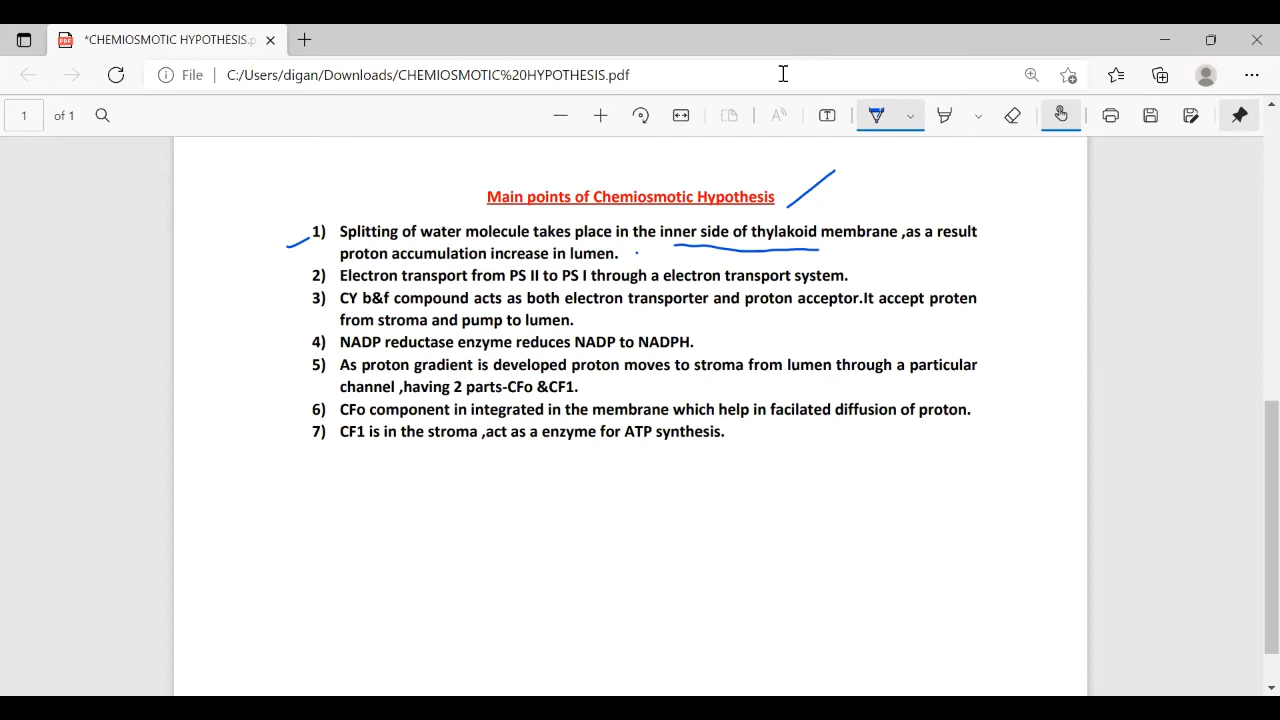 *CHEMIOSMOTIC HYPOTHESIS.p
File C:/Users/digan/Downloads/CHEMIOSMOTIC%20HYPOTHESIS.pdf
1 of 1
Main points of Chemiosmotic Hypothesis
1) Splitting of water molecule takes place in the inner side of thylakoid membrane ,as a result
proton accumulation increase in lumen.
2) Electron transport from PS II to PS I through a electron transport system.
3) CY b&f compound acts as both electron transporter and proton acceptor.It accept proten
from stroma and pump to lumen.
4) NADP reductase enzyme reduces NADP to NADPH.
5) As proton gradient is developed proton moves to stroma from lumen through a particular
channel ,having 2 parts-CFo &CF1.
6) CFo component in integrated in the membrane which help in facilated diffusion of proton.
7) CF1 is in the stroma ,act as a enzyme for ATP synthesis.